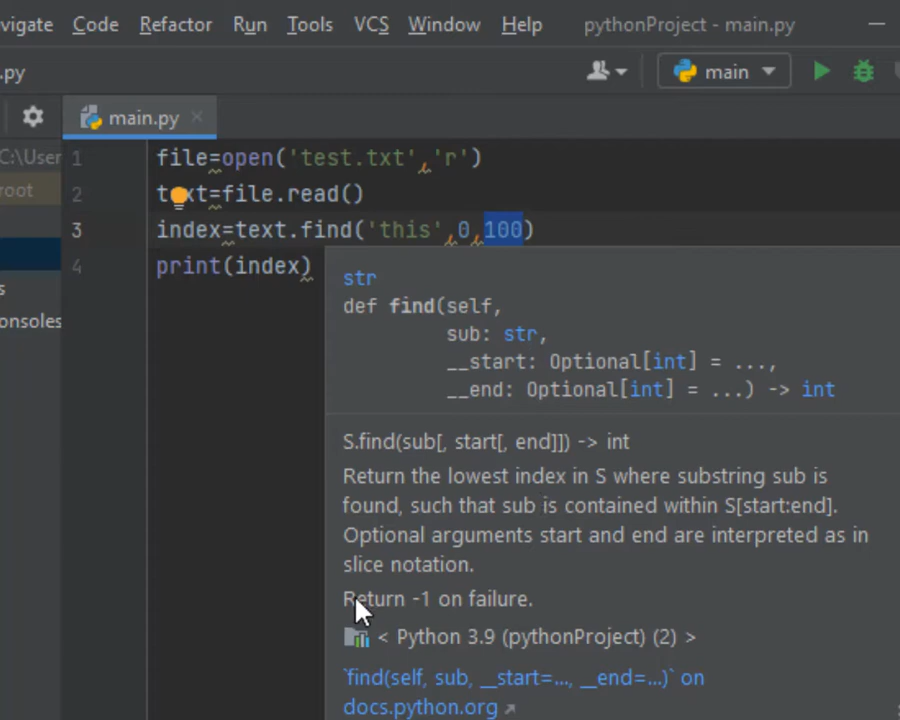 vigate Code Refactor Run Tools VCS Window Help pythonProject - main.py
.py main
main.py
C:\User
root
s
onsoles
1 file=open('test.txt','r')
2 text=file.read()
3 index=text.find('this',0,100)
4 print(index)
str
def find(self,
sub: str,
__start: Optional[int] = ...,
__end: Optional[int] = ...) -> int
S.find(sub[, start[, end]]) -> int
Return the lowest index in S where substring sub is
found, such that sub is contained within S[start:end].
Optional arguments start and end are interpreted as in
slice notation.
Return -1 on failure.
< Python 3.9 (pythonProject) (2) >
`find(self, sub, __start=..., __end=...)` on
docs.python.org